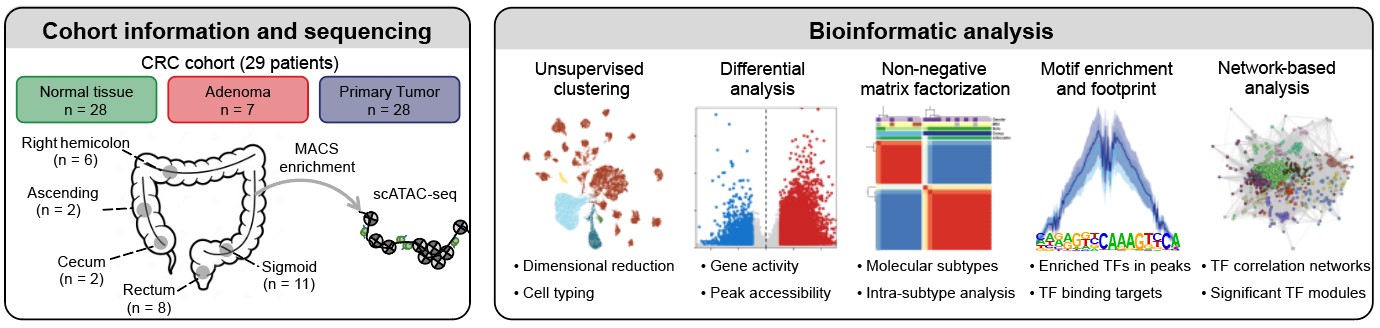 Cohort information and sequencing
CRC cohort (29 patients)
Normal tissue
n = 28
Adenoma
n = 7
Primary Tumor
n = 28
Right hemicolon
(n = 6)
Ascending
(n = 2)
Cecum
(n = 2)
Rectum
(n = 8)
Sigmoid
(n = 11)
MACS
enrichment
scATAC-seq
Bioinformatic analysis
Unsupervised
clustering
• Dimensional reduction
• Cell typing
Differential
analysis
• Gene activity
• Peak accessibility
Non-negative
matrix factorization
• Molecular subtypes
• Intra-subtype analysis
Motif enrichment
and footprint
CAAAG
• Enriched TFs in peaks
• TF binding targets
Network-based
analysis
• TF correlation networks
• Significant TF modules